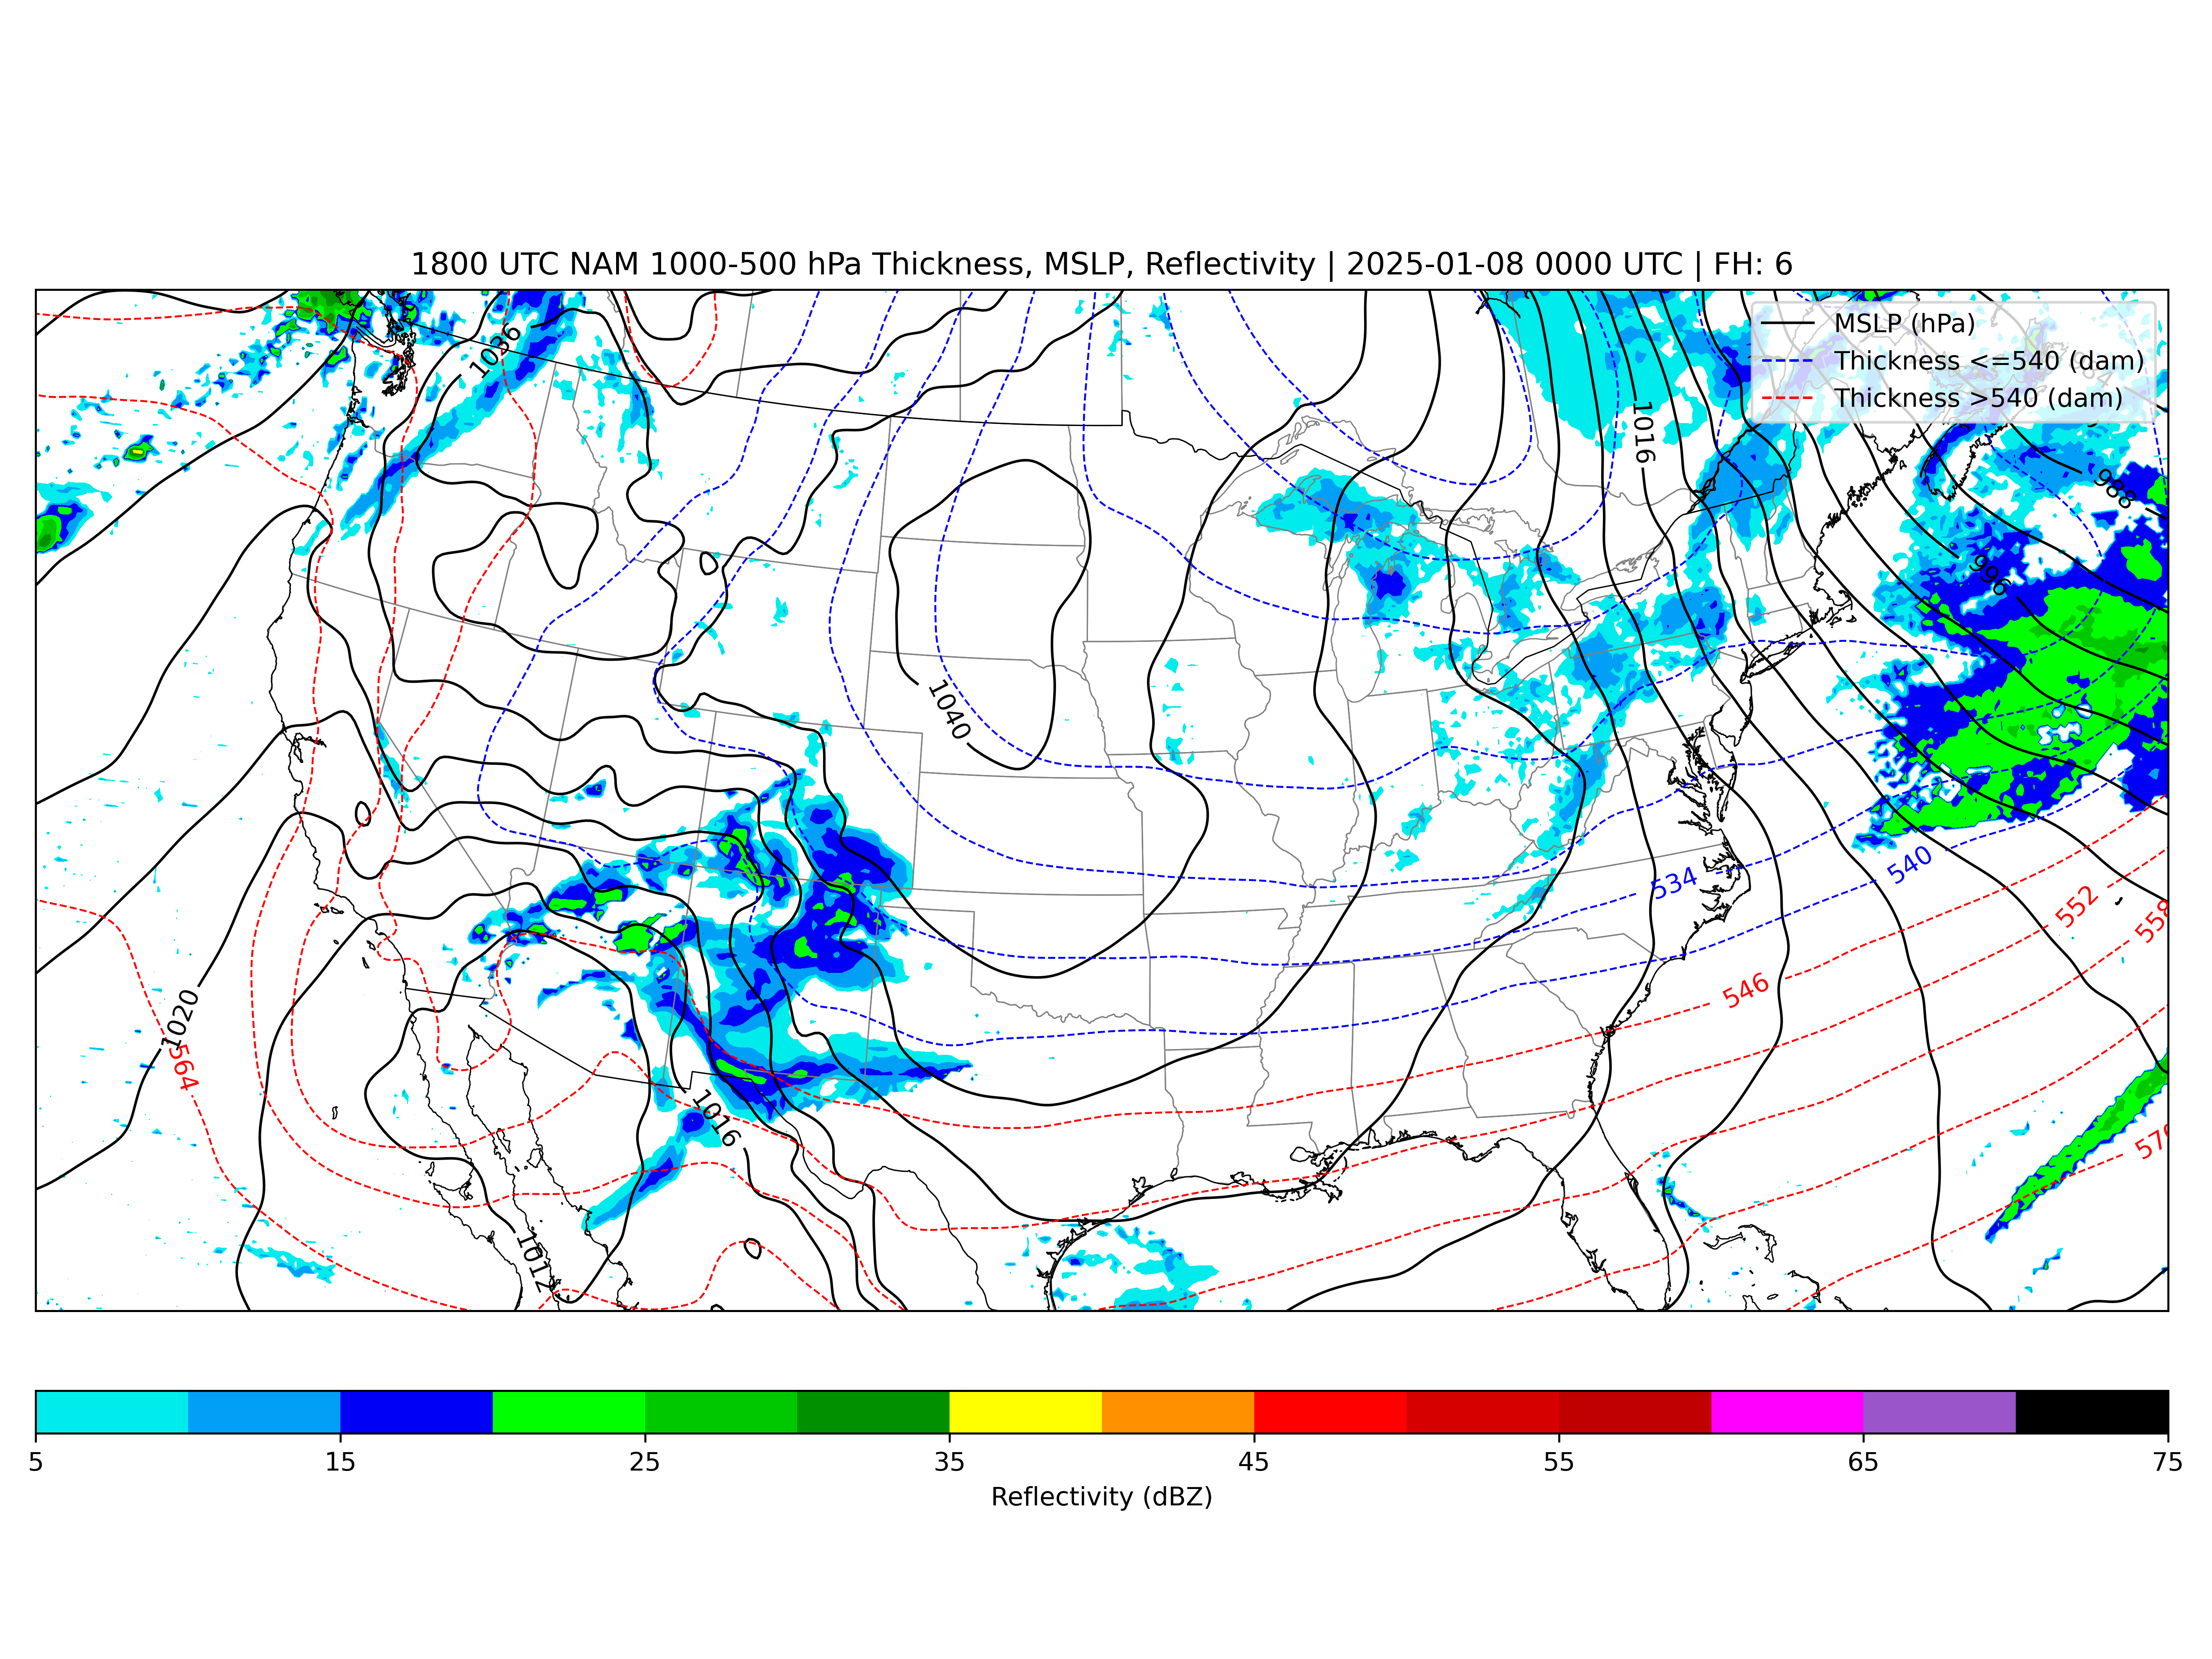 1800 UTC NAM 1000-500 hPa Thickness, MSLP, Reflectivity | 2025-01-08 0000 UTC | FH: 6
MSLP (hPa)
Thickness <=540 (dam)
Thickness >540 (dam)
1036
1016
988
996
1040
534
540
552
558
546
1020
564
1016
570
1012
5 15 25 35 45 55 65 75
Reflectivity (dBZ)